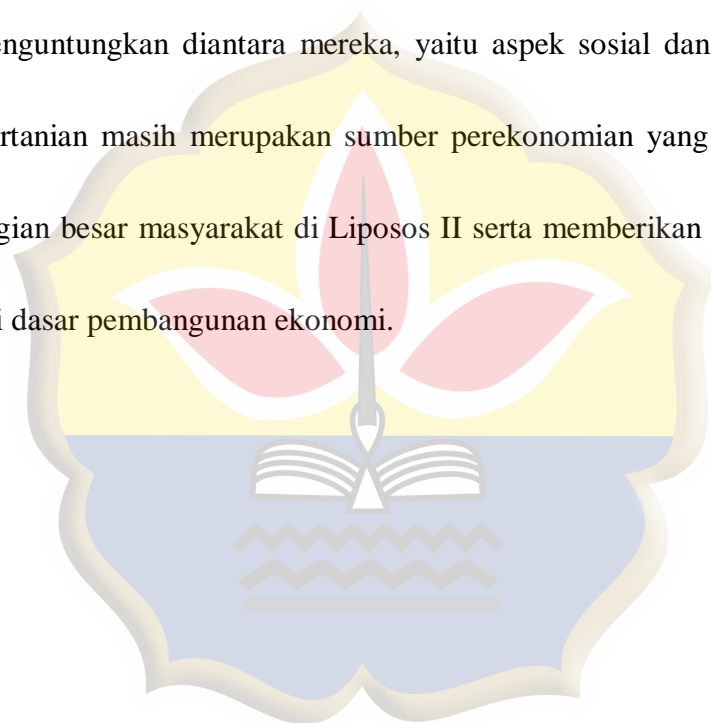 enguntungkan diantara mereka, yaitu aspek sosial dan
rtanian masih merupakan sumber perekonomian yang
gian besar masyarakat di Liposos II serta memberikan
i dasar pembangunan ekonomi.